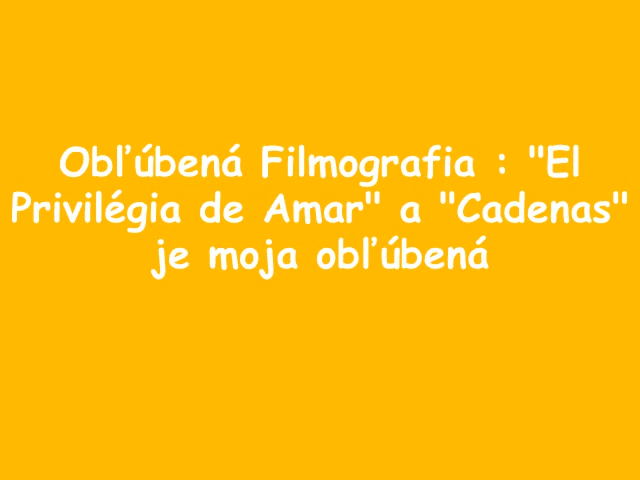 Obľúbená Filmografia : "El
Privilégia de Amar" a "Cadenas"
je moja obľúbená